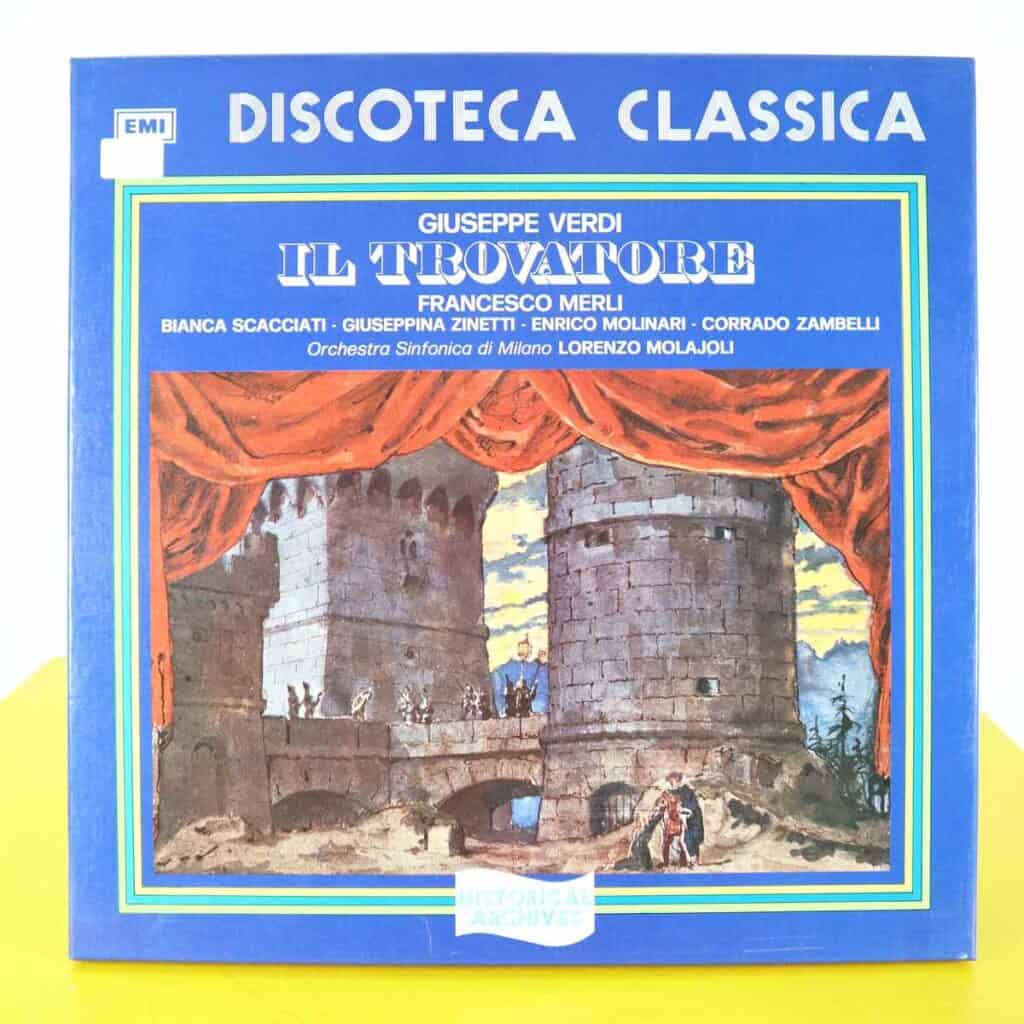 EMI
DISCOTECA CLASSICA
GIUSEPPE VERDI
IL TROVATORE
FRANCESCO MERLI
BIANCA SCACCIATI · GIUSEPPINA ZINETTI · ENRICO MOLINARI · CORRADO ZAMBELLI
Orchestra Sinfonica di Milano LORENZO MOLAJOLI
HISTORICAL
ARCHIVES